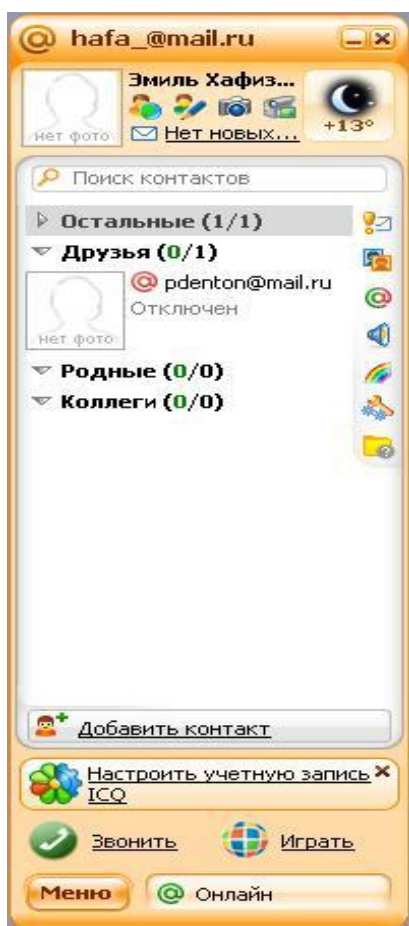 hafa_@mail.ru
Эмиль Хафиз...
нет фото
Нет новых...
+13°
Поиск контактов
Остальные (1/1)
Друзья (0/1)
pdenton@mail.ru
Отключен
нет фото
Родные (0/0)
Коллеги (0/0)
Добавить контакт
Настроить учетную запись
ICQ
Звонить
Играть
Меню
Онлайн